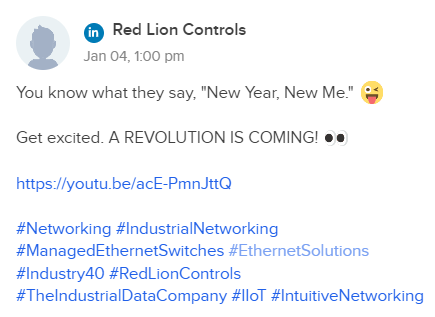 in Red Lion Controls
Jan 04, 1:00 pm
You know what they say, "New Year, New Me." 😜
Get excited. A REVOLUTION IS COMING! 👀
https://youtu.be/acE-PmnJttQ
#Networking #IndustrialNetworking
#ManagedEthernetSwitches #EthernetSolutions
#Industry40 #RedLionControls
#TheIndustrialDataCompany #IIoT #IntuitiveNetworking